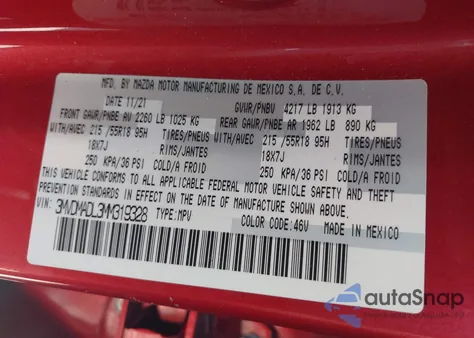 MFD. BY MAZDA MOTOR MANUFACTURING DE MEXICO S.A. DE C.V.
DATE 11/21 GVWR/PNBV 4217 LB 1913 KG
FRONT GAWR/PNBE AV 2260 LB 1025 KG REAR GAWR/PNBE AR 1962 LB 890 KG
WITH/AVEC 215 /55R18 95H TIRES/PNEUS WITH/AVEC 215 /55R18 95H TIRES/PNEUS
18X7J RIMS/JANTES 18X7J RIMS/JANTES
250 KPA/36 PSI COLD/A FROID 250 KPA/36 PSI COLD/A FROID
THIS VEHICLE CONFORMS TO ALL APPLICABLE FEDERAL MOTOR VEHICLE SAFETY AND THEFT
PREVENTION STANDARDS IN EFFECT ON THE DATE OF MANUFACTURE SHOWN ABOVE.
VIN: TYPE: MPV COLOR CODE: 46V MADE IN MEXICO
autoSnap